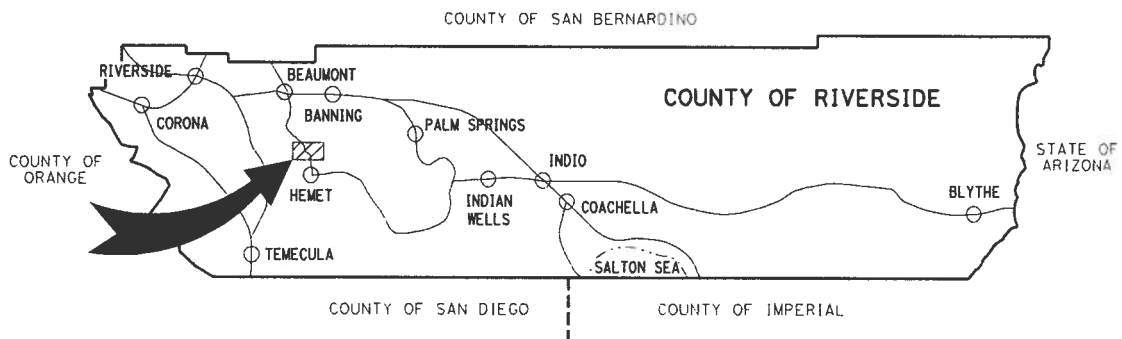 COUNTY OF SAN BERNARDINO
RIVERSIDE
BEAUMONT
COUNTY OF RIVERSIDE
CORONA
BANNING
PALM SPRINGS
COUNTY OF
ORANGE
STATE OF
ARIZONA
INDIO
HEMET
BLYTHE
INDIAN
WELLS
COACHELLA
TEMECULA
SALTON SEA
COUNTY OF SAN DIEGO
COUNTY OF IMPERIAL